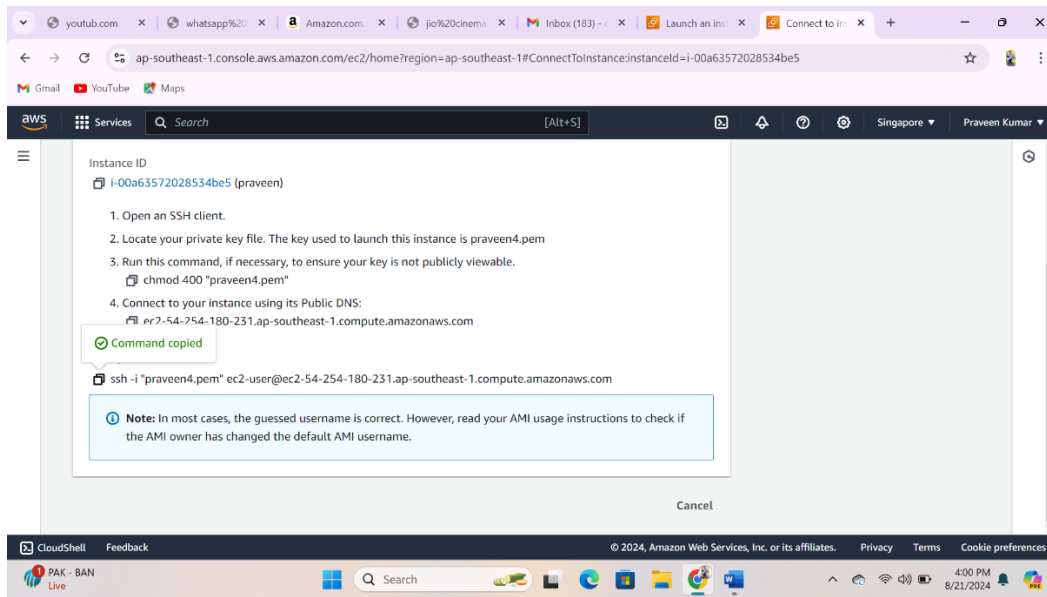 youtub.com
whatsapp%20
Amazon.com.
jio%20cinema
Inbox (183) - c
Launch an inst
Connect to ins
ap-southeast-1.console.aws.amazon.com/ec2/home?region=ap-southeast-1#ConnectToInstance:instanceId=i-00a63572028534be5
Gmail
YouTube
Maps
aws
Services
Search
[Alt+S]
Singapore
Praveen Kumar
Instance ID
i-00a63572028534be5 (praveen)
1. Open an SSH client.
2. Locate your private key file. The key used to launch this instance is praveen4.pem
3. Run this command, if necessary, to ensure your key is not publicly viewable.
chmod 400 "praveen4.pem"
4. Connect to your instance using its Public DNS:
ec2-54-254-180-231.ap-southeast-1.compute.amazonaws.com
Command copied
ssh -i "praveen4.pem" ec2-user@ec2-54-254-180-231.ap-southeast-1.compute.amazonaws.com
Note: In most cases, the guessed username is correct. However, read your AMI usage instructions to check if
the AMI owner has changed the default AMI username.
Cancel
CloudShell
Feedback
© 2024, Amazon Web Services, Inc. or its affiliates.
Privacy
Terms
Cookie preferences
1
PAK - BAN
Live
Search
4:00 PM
8/21/2024
PRE